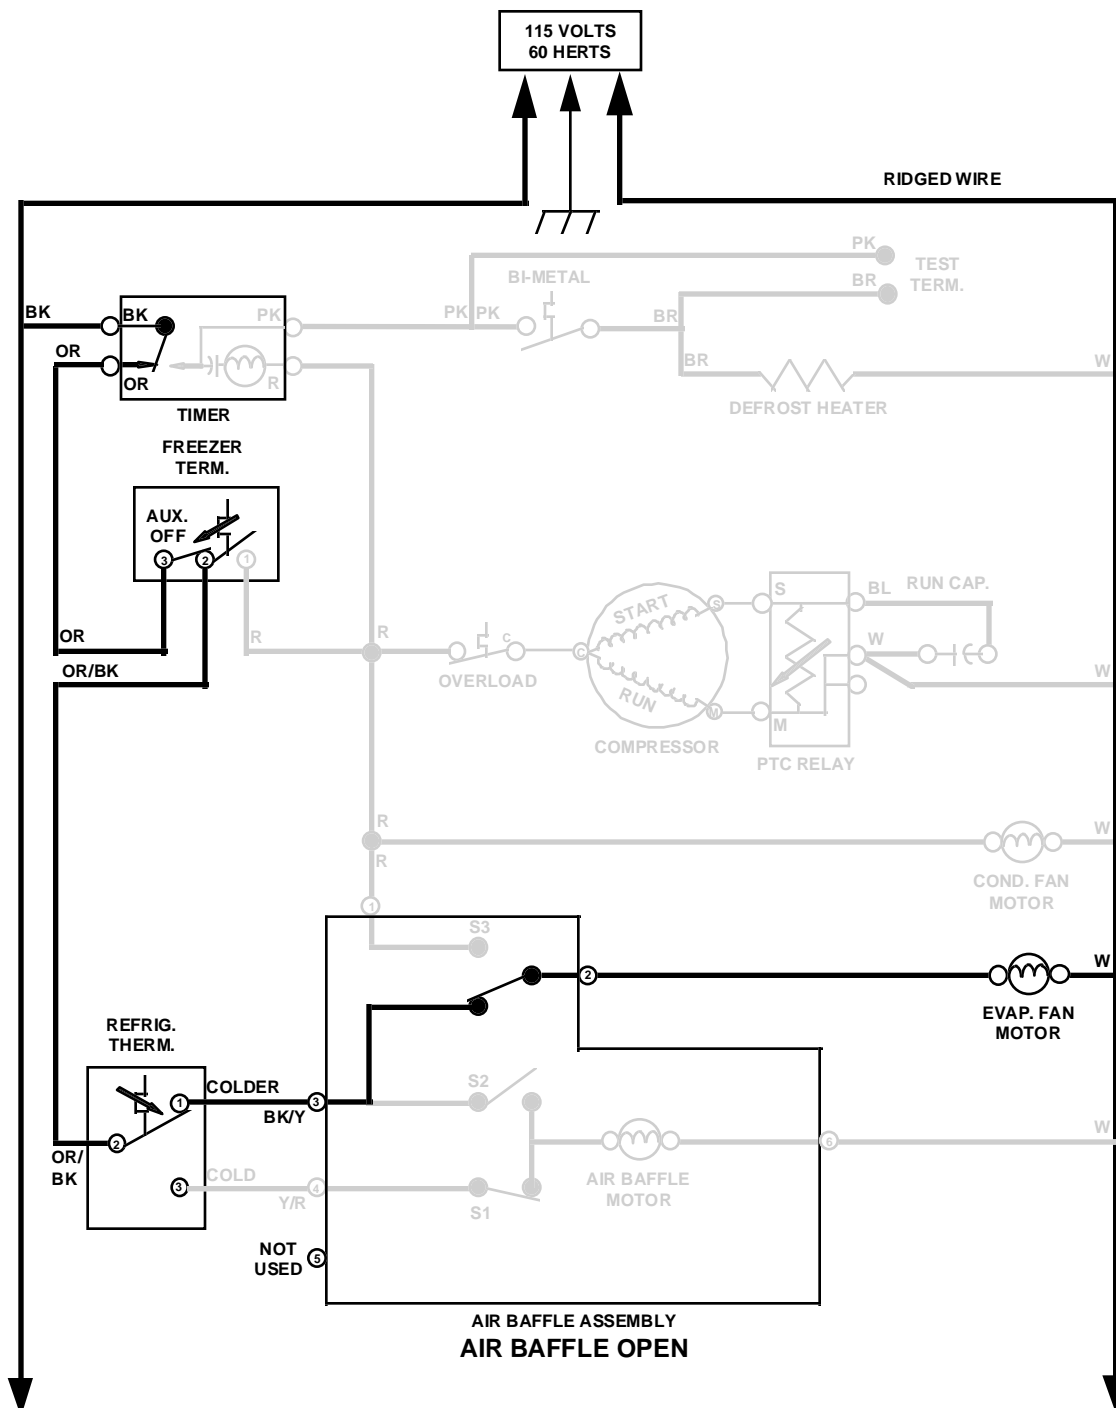 115 VOLTS
60 HERTS
RIDGED WIRE
PK
BI-METAL
TEST
TERM.
BR
BK
BK
PK
PK
PK
BR
OR
OR
R
BR
W
TIMER
DEFROST HEATER
FREEZER
TERM.
AUX.
OFF
3
2
1
START
S
S
BL
RUN CAP.
OR
R
R
C
C
W
OR/BK
OVERLOAD
RUN
M
M
W
COMPRESSOR
PTC RELAY
R
R
W
COND. FAN
MOTOR
1
S3
2
W
EVAP. FAN
MOTOR
REFRIG.
THERM.
1
COLDER
3
BK/Y
S2
2
OR/
BK
6
W
3
COLD
4
Y/R
S1
AIR BAFFLE
MOTOR
NOT
USED
5
AIR BAFFLE ASSEMBLY
AIR BAFFLE OPEN